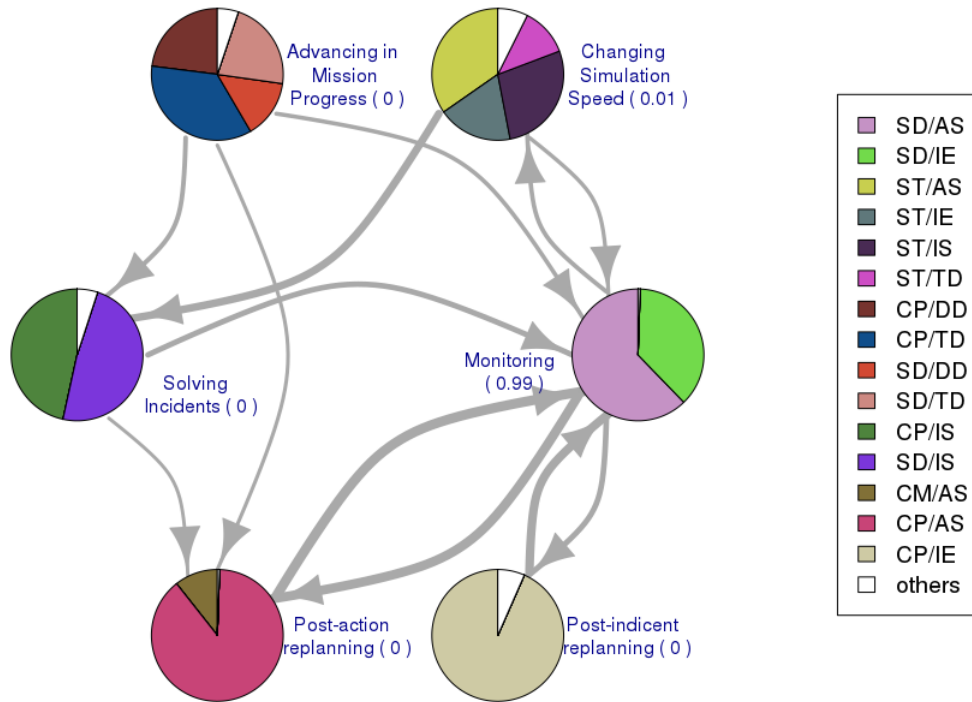 Advancing in
Mission
Progress ( 0 )
Changing
Simulation
Speed ( 0.01 )
Solving
Incidents ( 0 )
Monitoring
( 0.99 )
Post-action
replanning ( 0 )
Post-indicent
replanning ( 0 )
SD/AS
SD/IE
ST/AS
ST/IE
ST/IS
ST/TD
CP/DD
CP/TD
SD/DD
SD/TD
CP/IS
SD/IS
CM/AS
CP/AS
CP/IE
others